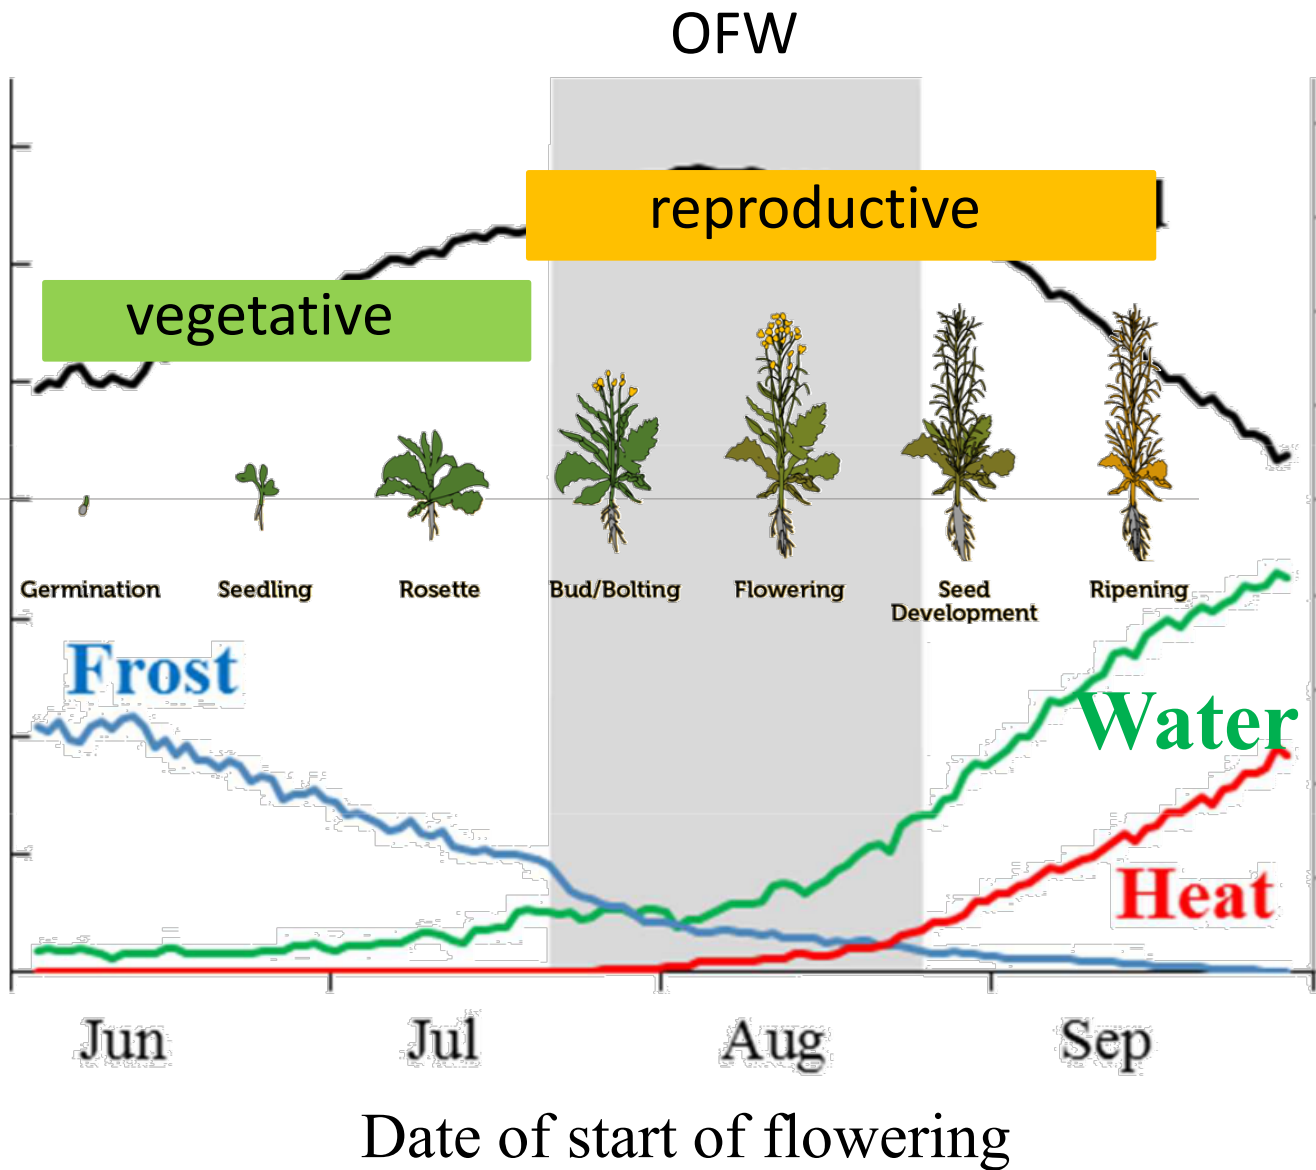 OFW
reproductive
vegetative
Germination
Seedling
Rosette
Bud/Bolting
Flowering
Seed
Development
Ripening
Frost
Water
Heat
Jun
Jul
Aug
Sep
Date of start of flowering